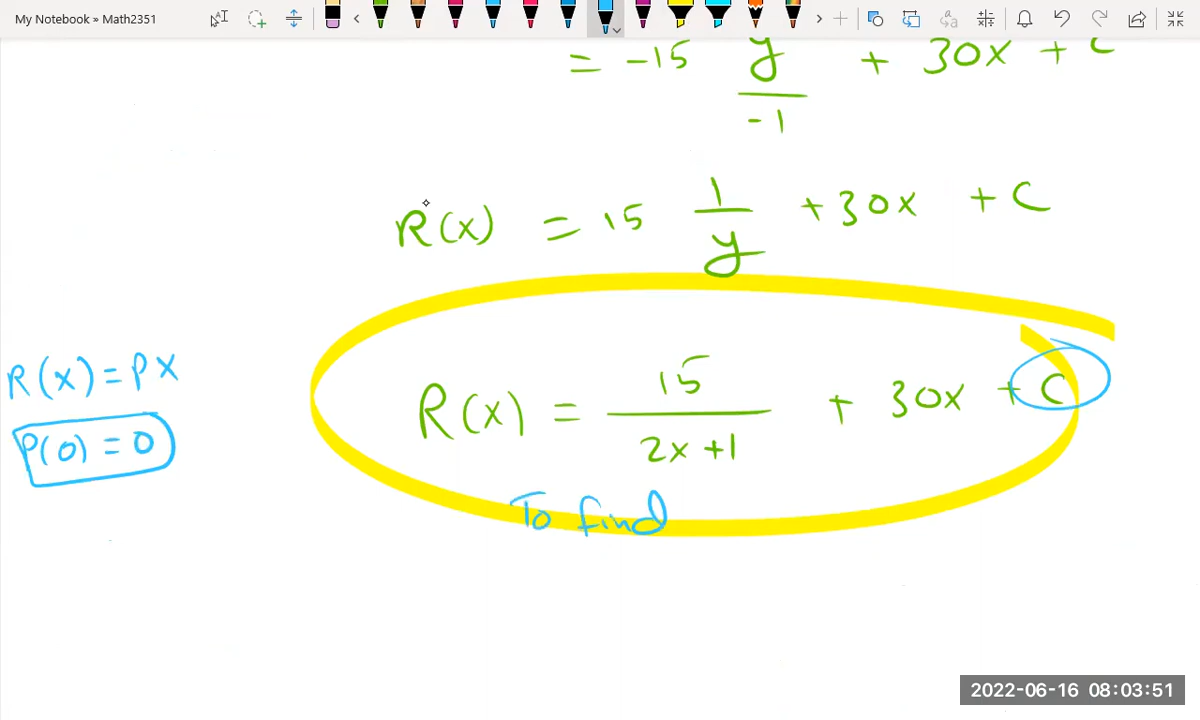 My Notebook » Math2351
= -15 y / -1 + 30x + C
R(x) = 15 1/y + 30x + C
R(x) = 15 / 2x+1 + 30x + C
R(x) = PX
P(0) = 0
To find
2022-06-16 08:03:51